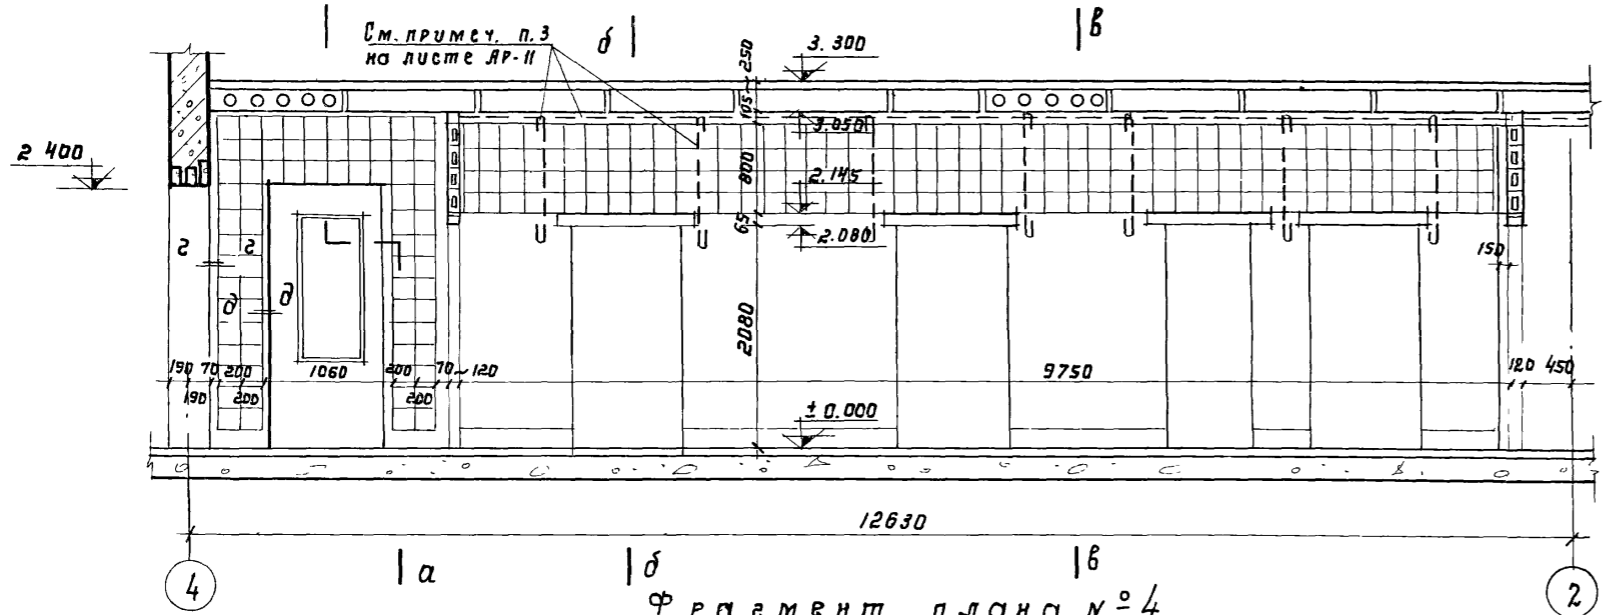 См. примеч. п.3
на листе АР-11
б
в
3.300
250
105
3.050
2 400
800
2.145
65
2.080
150
г
г
д
д
2080
190
70
200
1060
200
70
120
9750
120
450
190
200
200
± 0.000
12630
а
б
в
4
2
Фрагмент плана №4